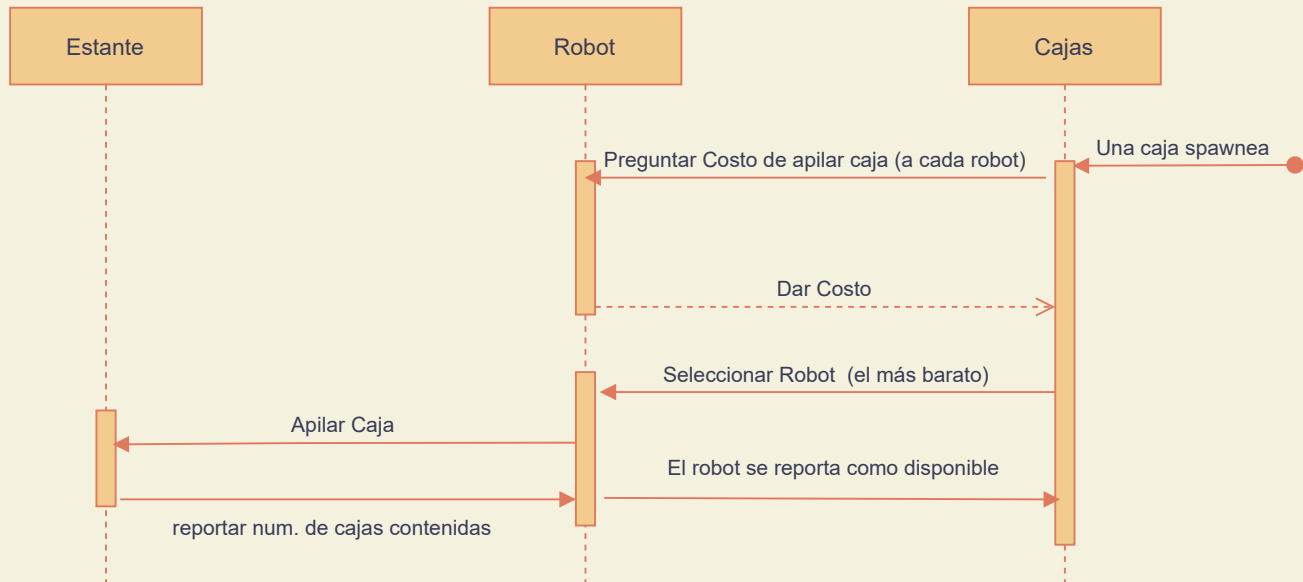 Estante
Robot
Cajas
Una caja spawnea
Preguntar Costo de apilar caja (a cada robot)
Dar Costo
Seleccionar Robot (el más barato)
Apilar Caja
El robot se reporta como disponible
reportar num. de cajas contenidas